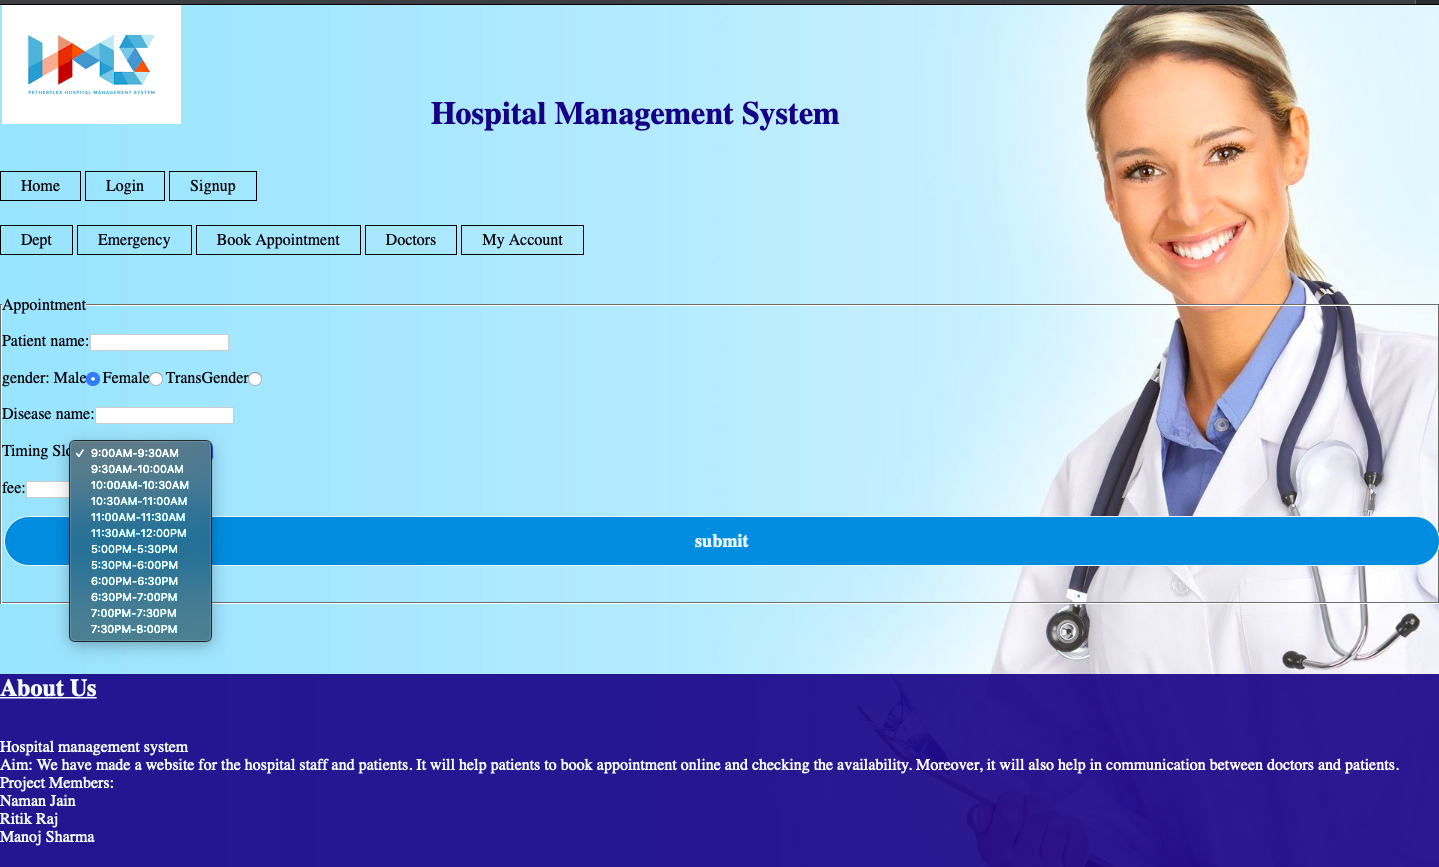 HMS
PETHERFLEX HOSPITAL MANAGEMENT SYSTEM
Hospital Management System
Home Login Signup
Dept Emergency Book Appointment Doctors My Account
Appointment
Patient name:
gender: Male Female TransGender
Disease name:
Timing Slo
9:00AM-9:30AM
9:30AM-10:00AM
10:00AM-10:30AM
10:30AM-11:00AM
11:00AM-11:30AM
11:30AM-12:00PM
5:00PM-5:30PM
5:30PM-6:00PM
6:00PM-6:30PM
6:30PM-7:00PM
7:00PM-7:30PM
7:30PM-8:00PM
fee:
submit
About Us
Hospital management system
Aim: We have made a website for the hospital staff and patients. It will help patients to book appointment online and checking the availability. Moreover, it will also help in communication between doctors and patients.
Project Members:
Naman Jain
Ritik Raj
Manoj Sharma